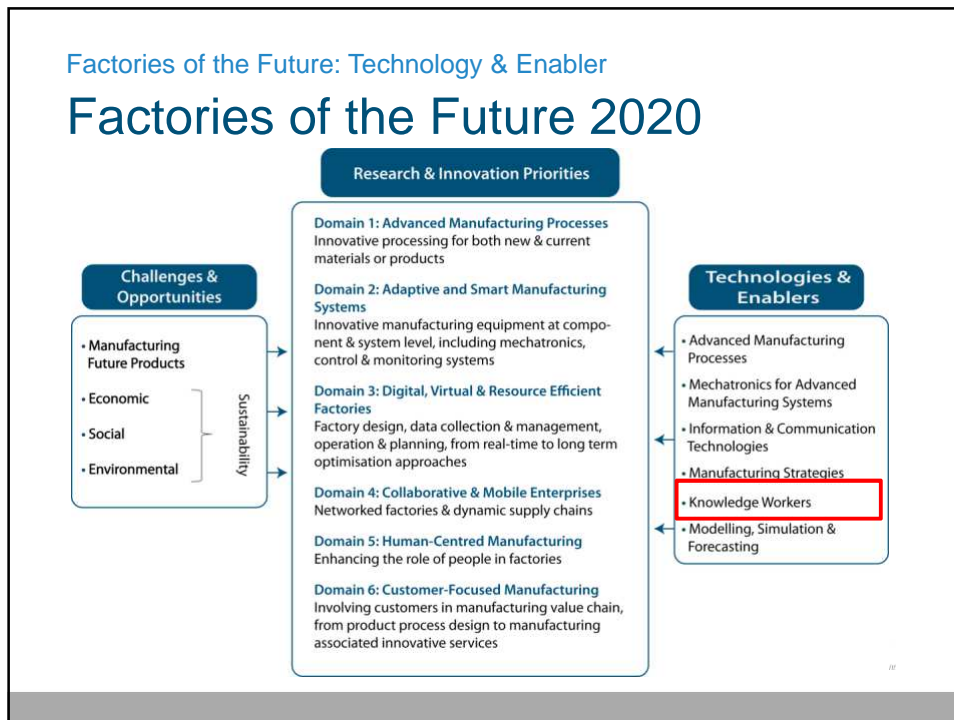 Factories of the Future: Technology & Enabler
Factories of the Future 2020
Research & Innovation Priorities
Challenges &
Opportunities
• Manufacturing
Future Products
• Economic
• Social
• Environmental
Sustainability
Domain 1: Advanced Manufacturing Processes
Innovative processing for both new & current
materials or products
Domain 2: Adaptive and Smart Manufacturing
Systems
Innovative manufacturing equipment at compo-
nent & system level, including mechatronics,
control & monitoring systems
Domain 3: Digital, Virtual & Resource Efficient
Factories
Factory design, data collection & management,
operation & planning, from real-time to long term
optimisation approaches
Domain 4: Collaborative & Mobile Enterprises
Networked factories & dynamic supply chains
Domain 5: Human-Centred Manufacturing
Enhancing the role of people in factories
Domain 6: Customer-Focused Manufacturing
Involving customers in manufacturing value chain,
from product process design to manufacturing
associated innovative services
Technologies &
Enablers
• Advanced Manufacturing
Processes
• Mechatronics for Advanced
Manufacturing Systems
• Information & Communication
Technologies
• Manufacturing Strategies
• Knowledge Workers
• Modelling, Simulation &
Forecasting